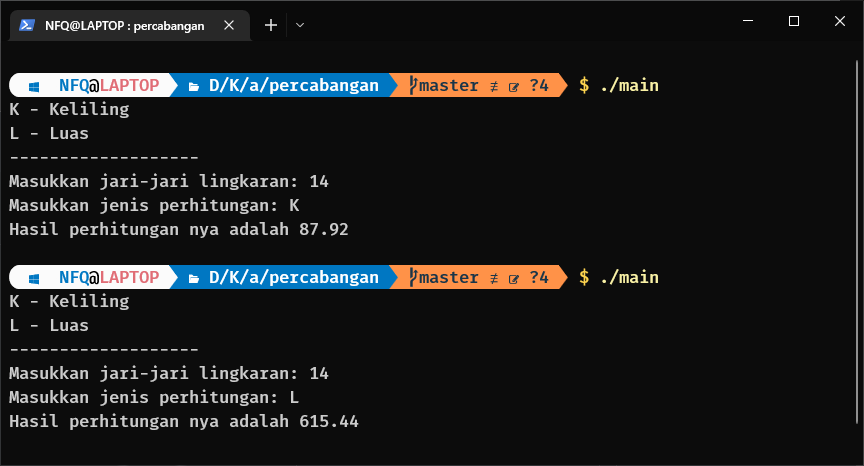 NFQ@LAPTOP : percabangan
NFQ@LAPTOP D/K/a/percabangan master ≢ ?4 $ ./main
K - Keliling
L - Luas
-------------------
Masukkan jari-jari lingkaran: 14
Masukkan jenis perhitungan: K
Hasil perhitungan nya adalah 87.92
NFQ@LAPTOP D/K/a/percabangan master ≢ ?4 $ ./main
K - Keliling
L - Luas
-------------------
Masukkan jari-jari lingkaran: 14
Masukkan jenis perhitungan: L
Hasil perhitungan nya adalah 615.44